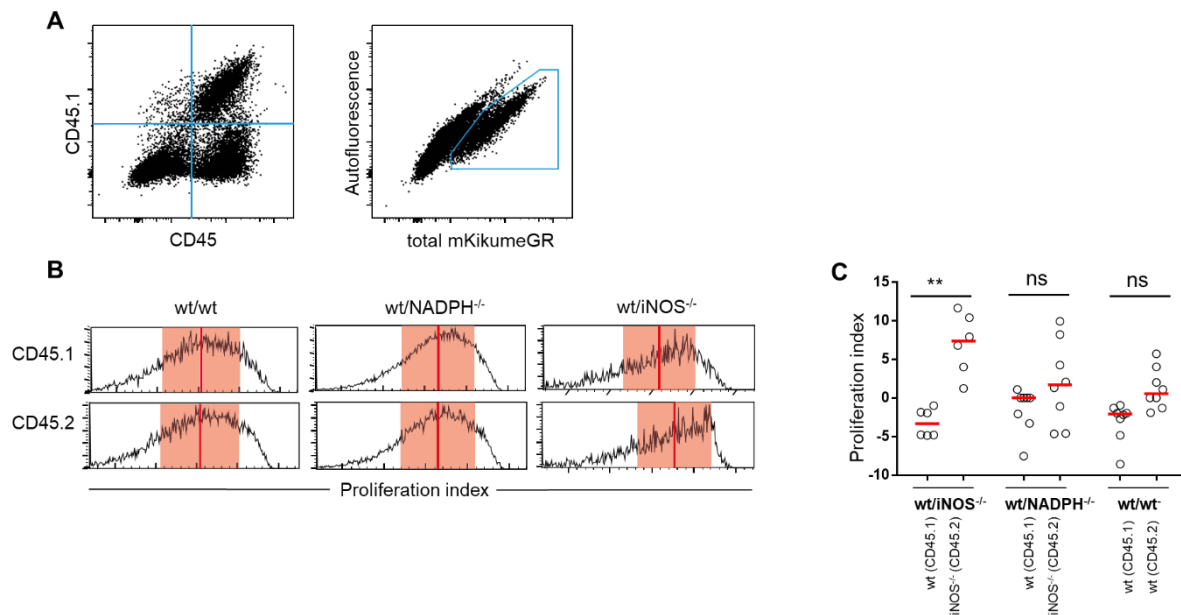 A
CD45.1
CD45
Autofluorescence
total mKikumeGR
B
wt/wt
wt/NADPH-/-
wt/iNOS-/-
CD45.1
CD45.2
Proliferation index
C
**
ns
ns
Proliferation index
15
10
5
0
-5
-10
wt/iNOS-/-
wt/NADPH-/-
wt/wt-
wt (CD45.1)
iNOS-/- (CD45.2)
wt (CD45.1)
iNOS-/- (CD45.2)
wt (CD45.1)
wt (CD45.2)